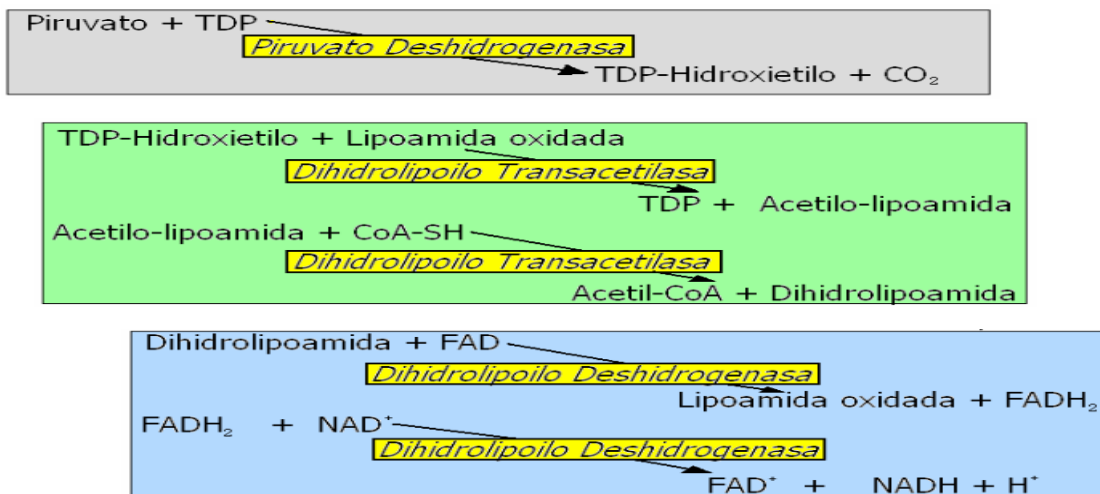 Piruvato + TDP
Piruvato Deshidrogenasa
TDP-Hidroxietilo + CO₂
TDP-Hidroxietilo + Lipoamida oxidada
Dihidrolipoilo Transacetilasa
TDP + Acetilo-lipoamida
Acetilo-lipoamida + CoA-SH
Dihidrolipoilo Transacetilasa
Acetil-CoA + Dihidrolipoamida
Dihidrolipoamida + FAD
Dihidrolipoilo Deshidrogenasa
Lipoamida oxidada + FADH₂
FADH₂ + NAD⁺
Dihidrolipoilo Deshidrogenasa
FAD⁺ + NADH + H⁺